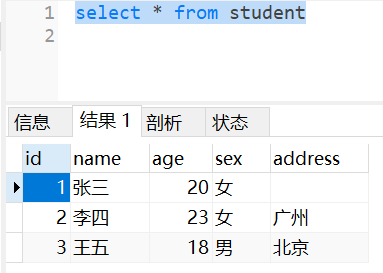 1 select * from student
2
信息 结果 1 剖析 状态
id name age sex address
1 张三 20 女
2 李四 23 女 广州
3 王五 18 男 北京